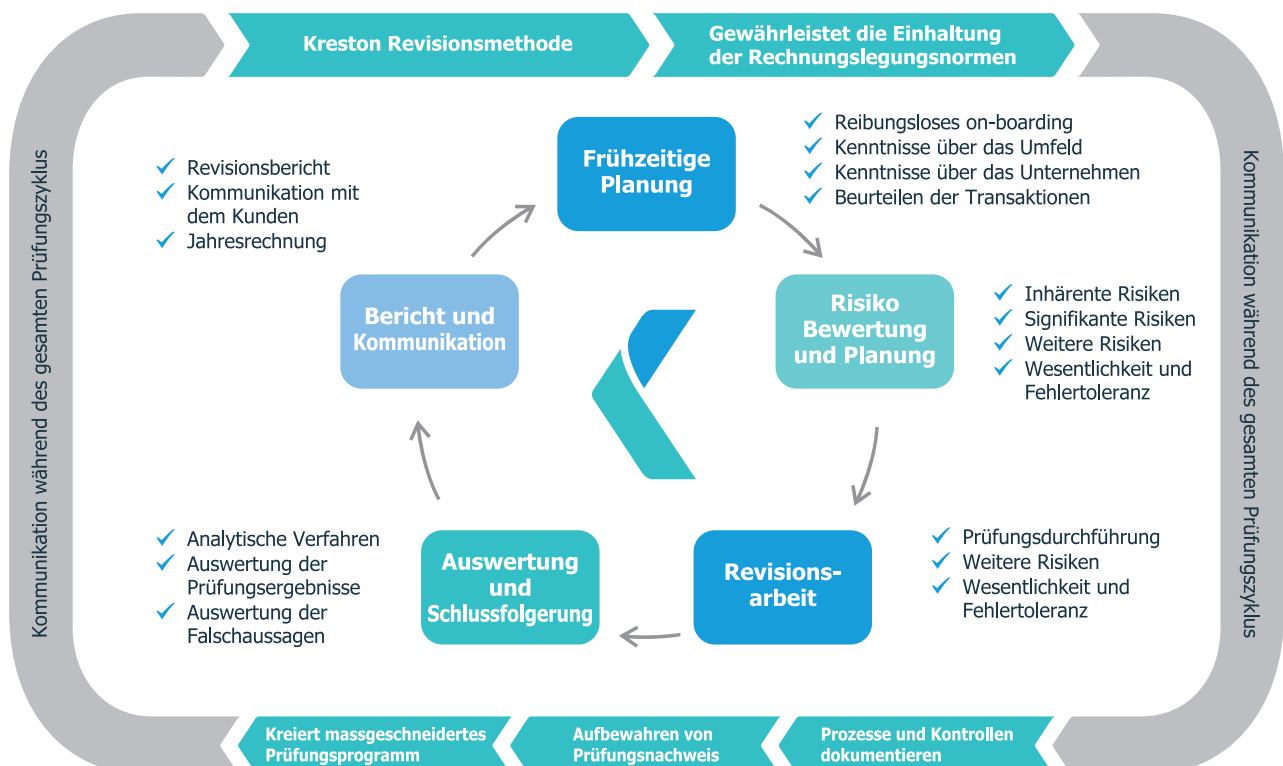 Kreston Revisionsmethode
Gewährleistet die Einhaltung
der Rechnungslegungsnormen
Kommunikation während des gesamten Prüfungszyklus
Frühzeitige
Planung
Reibungsloses on-boarding
Kenntnisse über das Umfeld
Kenntnisse über das Unternehmen
Beurteilen der Transaktionen
Risiko
Bewertung
und Planung
Inhärente Risiken
Signifikante Risiken
Weitere Risiken
Wesentlichkeit und
Fehlertoleranz
Revisions-
arbeit
Prüfungsdurchführung
Weitere Risiken
Wesentlichkeit und
Fehlertoleranz
Auswertung
und
Schlussfolgerung
Analytische Verfahren
Auswertung der
Prüfungsergebnisse
Auswertung der
Falschaussagen
Bericht und
Kommunikation
Revisionsbericht
Kommunikation mit
dem Kunden
Jahresrechnung
Kommunikation während des gesamten Prüfungszyklus
Kreiert massgeschneidertes
Prüfungsprogramm
Aufbewahren von
Prüfungsnachweis
Prozesse und Kontrollen
dokumentieren